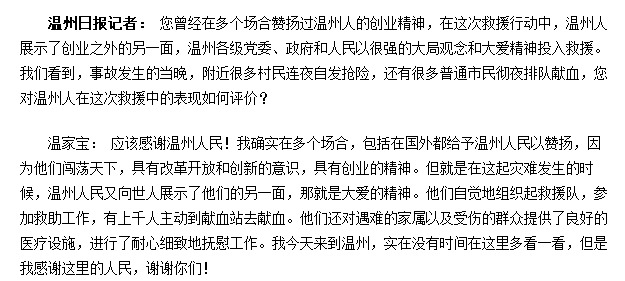 温州日报记者： 您曾经在多个场合赞扬过温州人的创业精神，在这次救援行动中，温州人
展示了创业之外的另一面，温州各级党委、政府和人民以很强的大局观念和大爱精神投入救援。
我们看到，事故发生的当晚，附近很多村民连夜自发抢险，还有很多普通市民彻夜排队献血，您
对温州人在这次救援中的表现如何评价？
温家宝： 应该感谢温州人民！我确实在多个场合，包括在国外都给予温州人民以赞扬，因
为他们闯荡天下，具有改革开放和创新的意识，具有创业的精神。但就是在这起灾难发生的时
候，温州人民又向世人展示了他们的另一面，那就是大爱的精神。他们自觉地组织起救援队，参
加救助工作，有上千人主动到献血站去献血。他们还对遇难的家属以及受伤的群众提供了良好的
医疗设施，进行了耐心细致地抚慰工作。我今天来到温州，实在没有时间在这里多看一看，但是
我感谢这里的人民，谢谢你们！